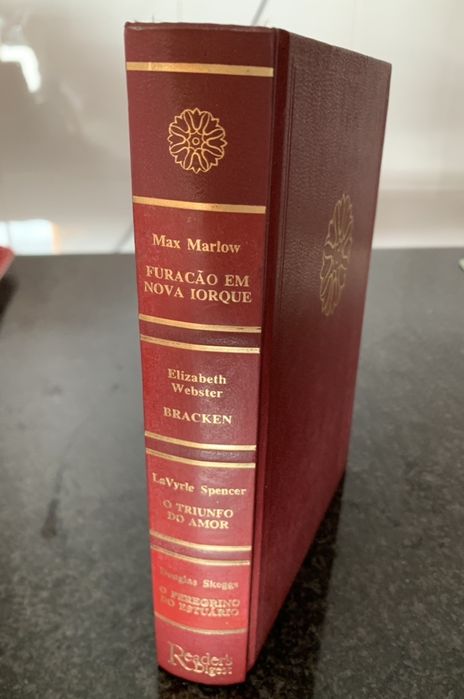 Max Marlow
FURACÃO EM
NOVA IORQUE
Elizabeth
Webster
BRACKEN
LaVyrle Spencer
O TRIUNFO
DO AMOR
Douglas Skeggs
O PEREGRINO
DO ESTUÁRIO
Reader's
Digest